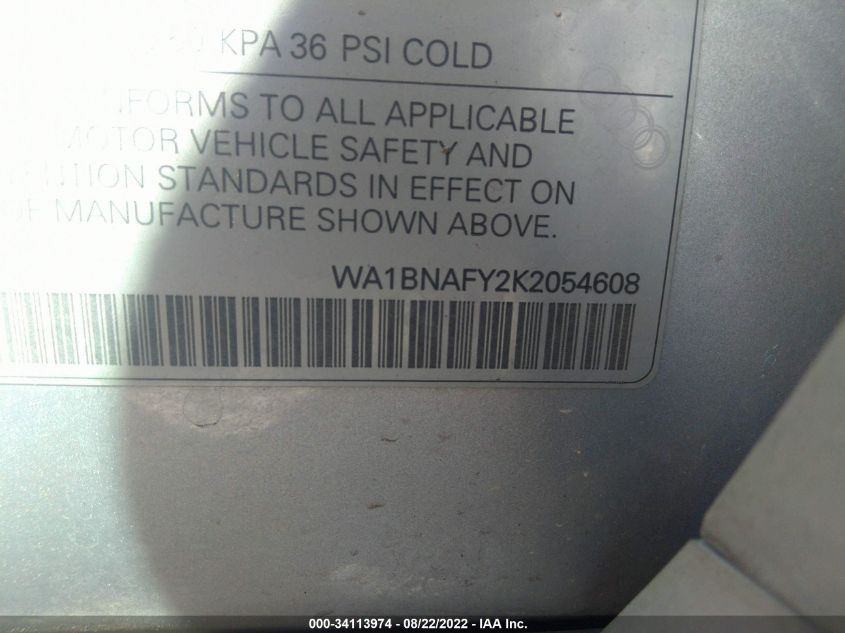 KPA 36 PSI COLD
TO ALL APPLICABLE
MOTOR VEHICLE SAFETY AND
STANDARDS IN EFFECT ON
OF MANUFACTURE SHOWN ABOVE.
WA1BNAFY2K2054608
000-34113974 - 08/22/2022 - IAA Inc.